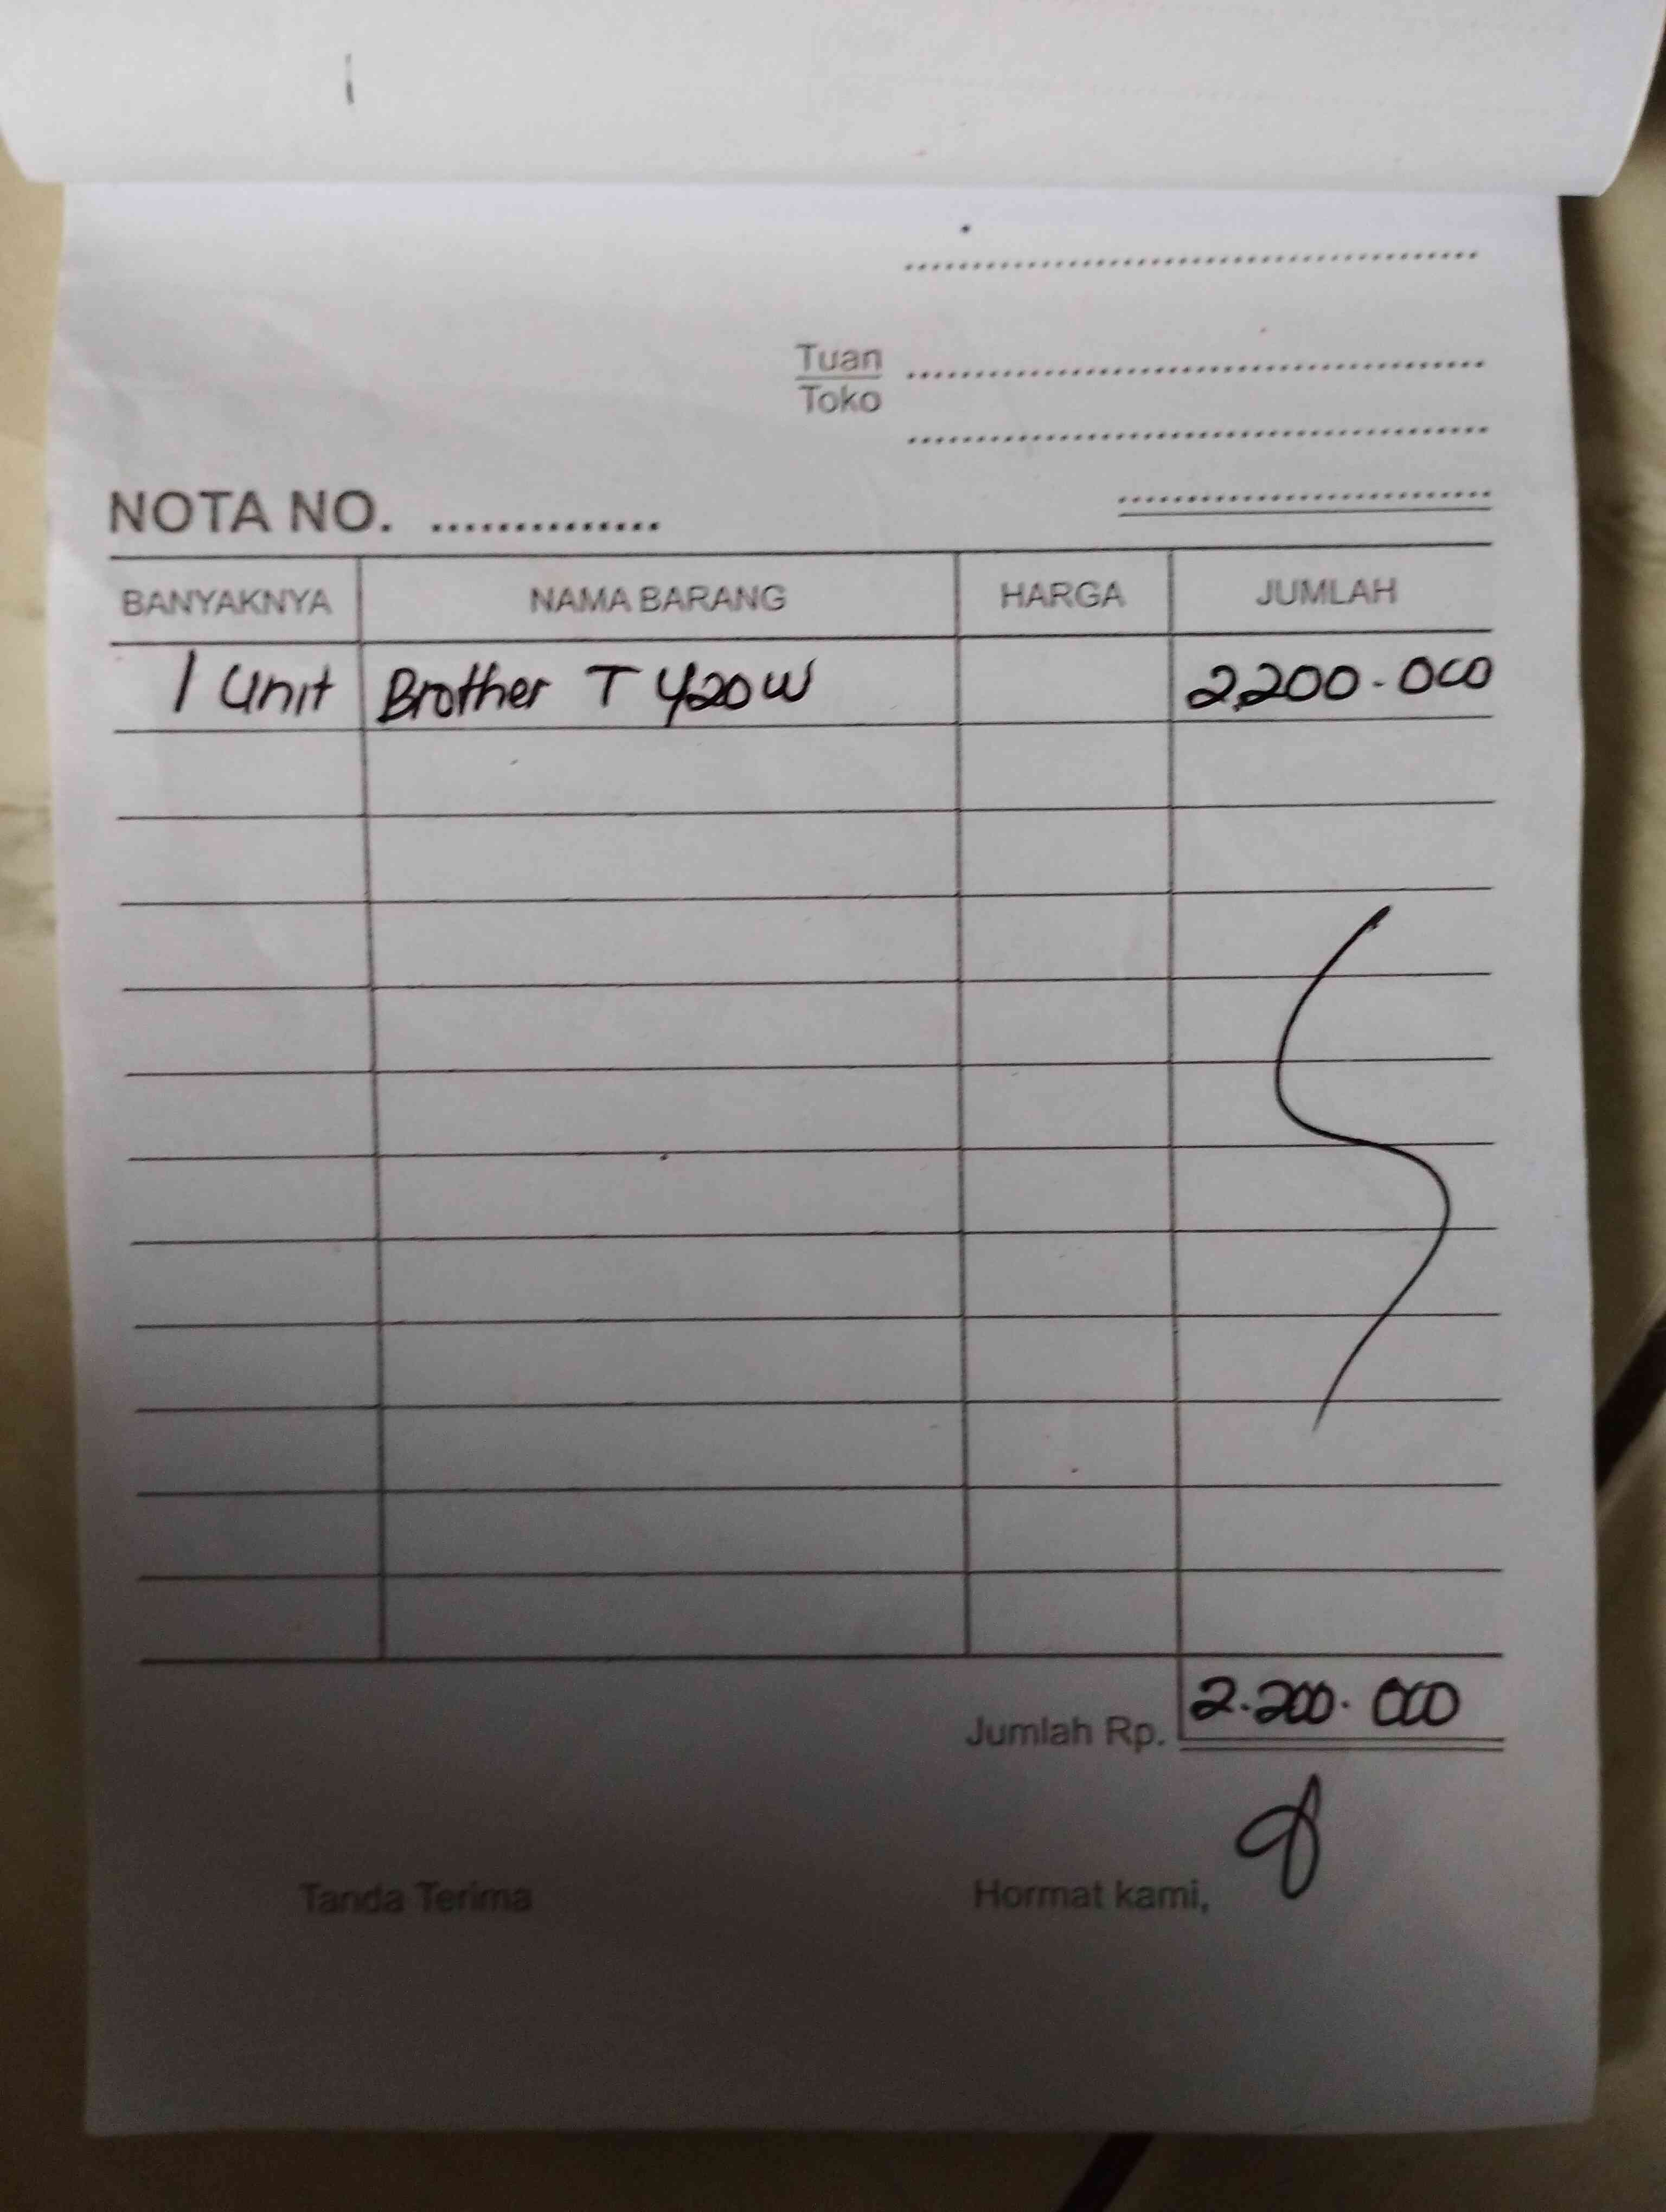 Tuan
Toko
NOTA NO. ..............
BANYAKNYA NAMA BARANG HARGA JUMLAH
1 Unit Brother T 420W 2.200.000
Jumlah Rp. 2.200.000
Tanda Terima Hormat kami,